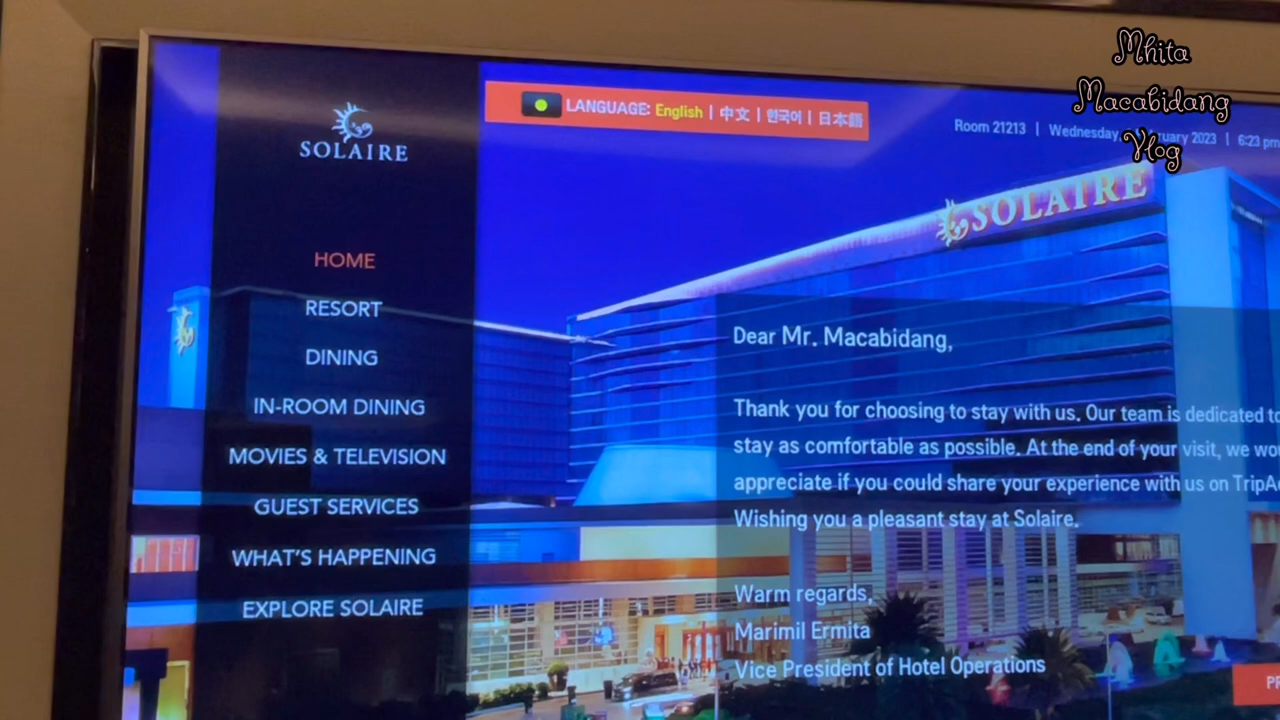 Mhita
Macabidang
Vlog
SOLAIRE
LANGUAGE: English | 中文 | 한국어 | 日本語
Room 21213 | Wednesday, 2023 | 6:23 pm
SOLAIRE
HOME
RESORT
DINING
IN-ROOM DINING
MOVIES & TELEVISION
GUEST SERVICES
WHAT'S HAPPENING
EXPLORE SOLAIRE
Dear Mr. Macabidang,
Thank you for choosing to stay with us. Our team is dedicated to
stay as comfortable as possible. At the end of your visit, we
appreciate if you could share your experience with us on
Wishing you a pleasant stay at Solaire.
Warm regards,
Marimil Ermita
Vice President of Hotel Operations